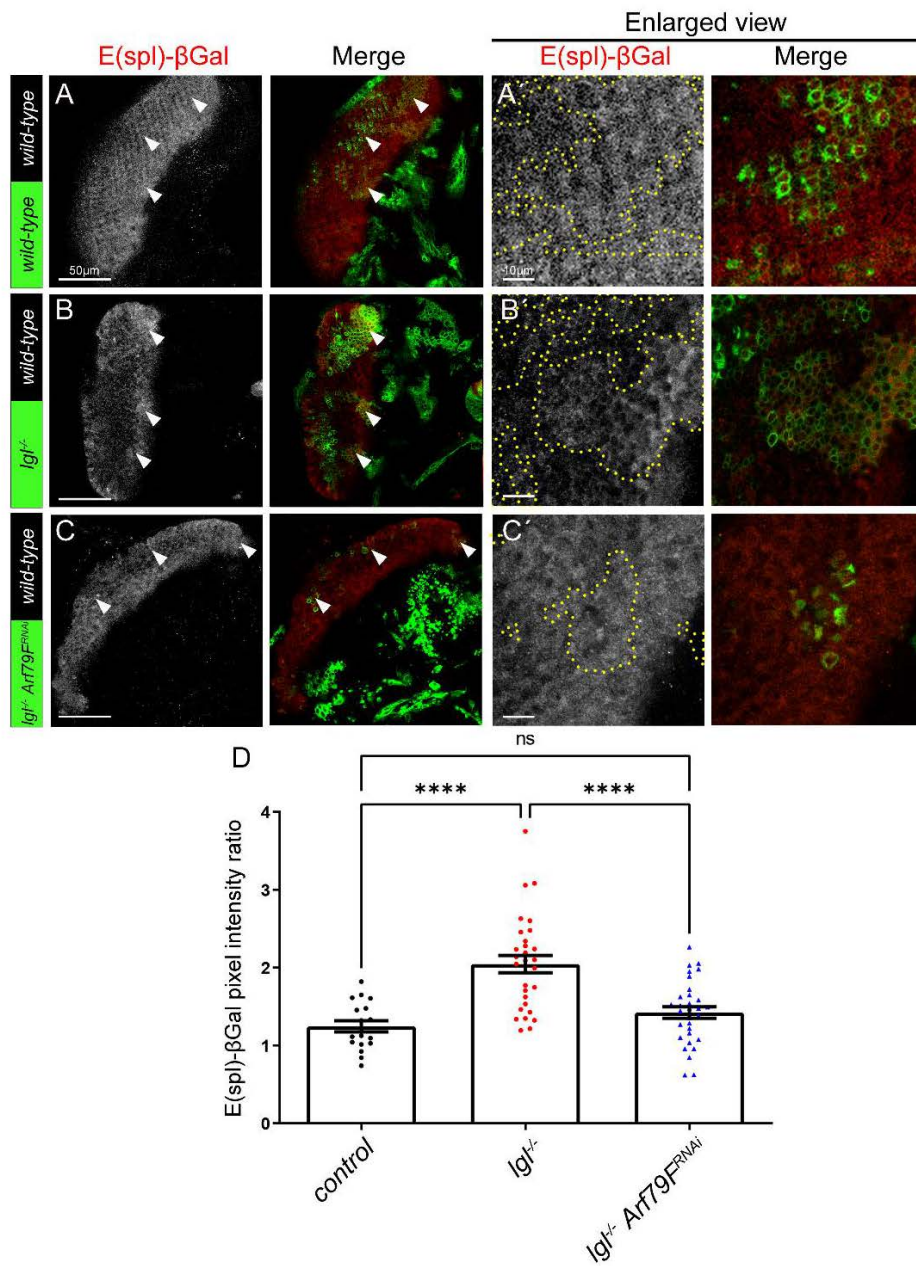 Enlarged view
E(spl)-βGal Merge E(spl)-βGal Merge
wild-type wild-type A A´
50µm 10µm
wild-type lgl-/- B B´
wild-type lgl-/- Arf79FRNAi C C´
D
ns
**** ****
E(spl)-βGal pixel intensity ratio
4
3
2
1
0
control lgl-/- lgl-/- Arf79FRNAi